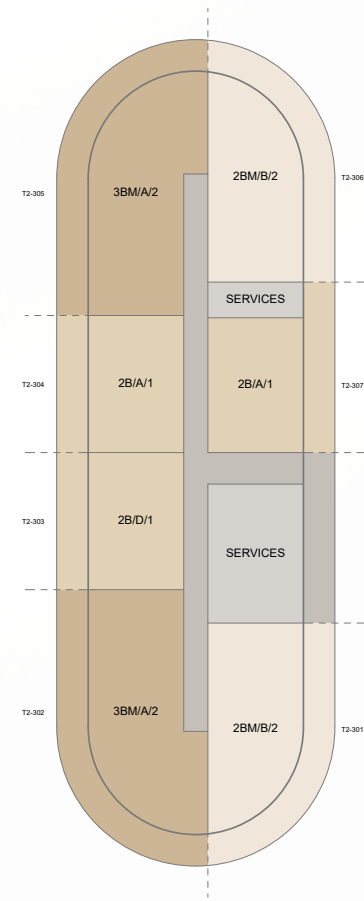 2BM/B/2
T2-306
3BM/A/2
T2-305
SERVICES
2B/A/1
T2-304
2B/A/1
T2-307
2B/D/1
T2-303
SERVICES
3BM/A/2
T2-302
2BM/B/2
T2-301